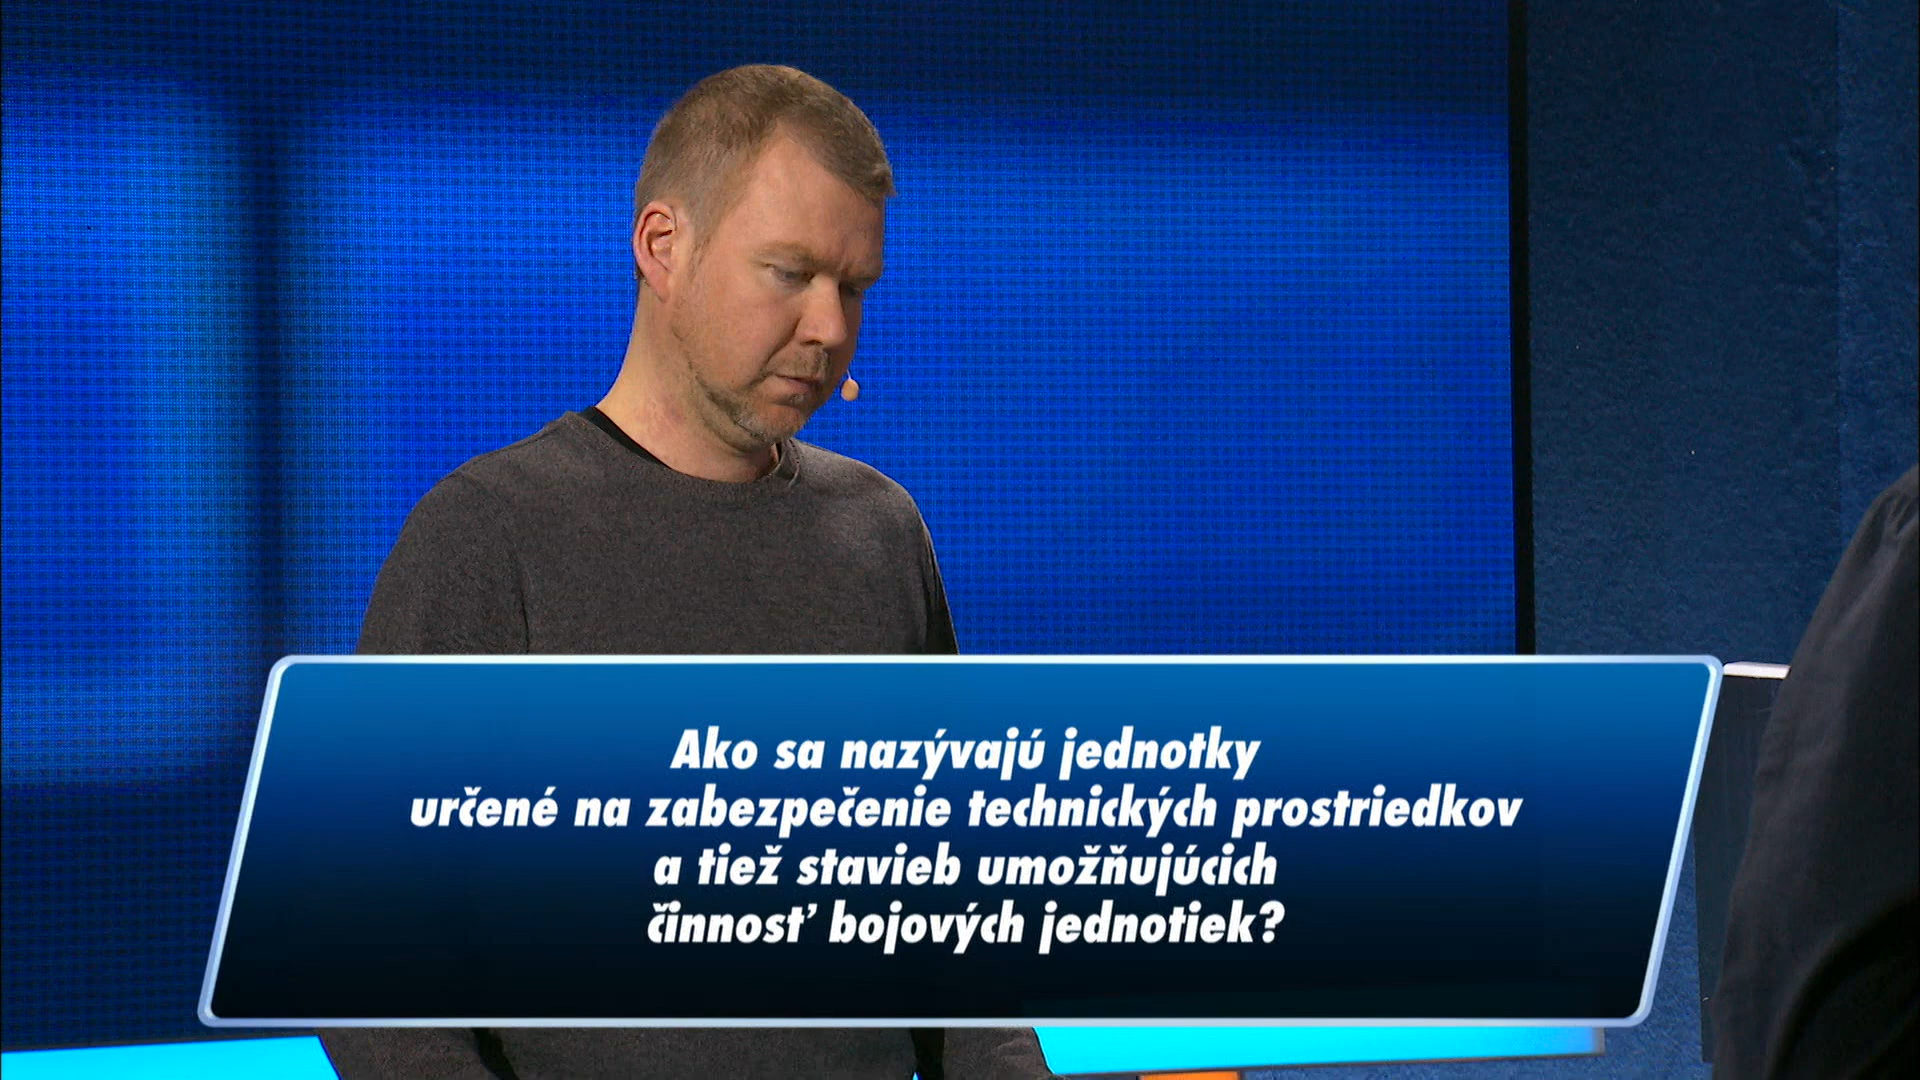 Ako sa nazývajú jednotky
určené na zabezpečenie technických prostriedkov
a tiež stavieb umožňujúcich
činnosť bojových jednotiek?